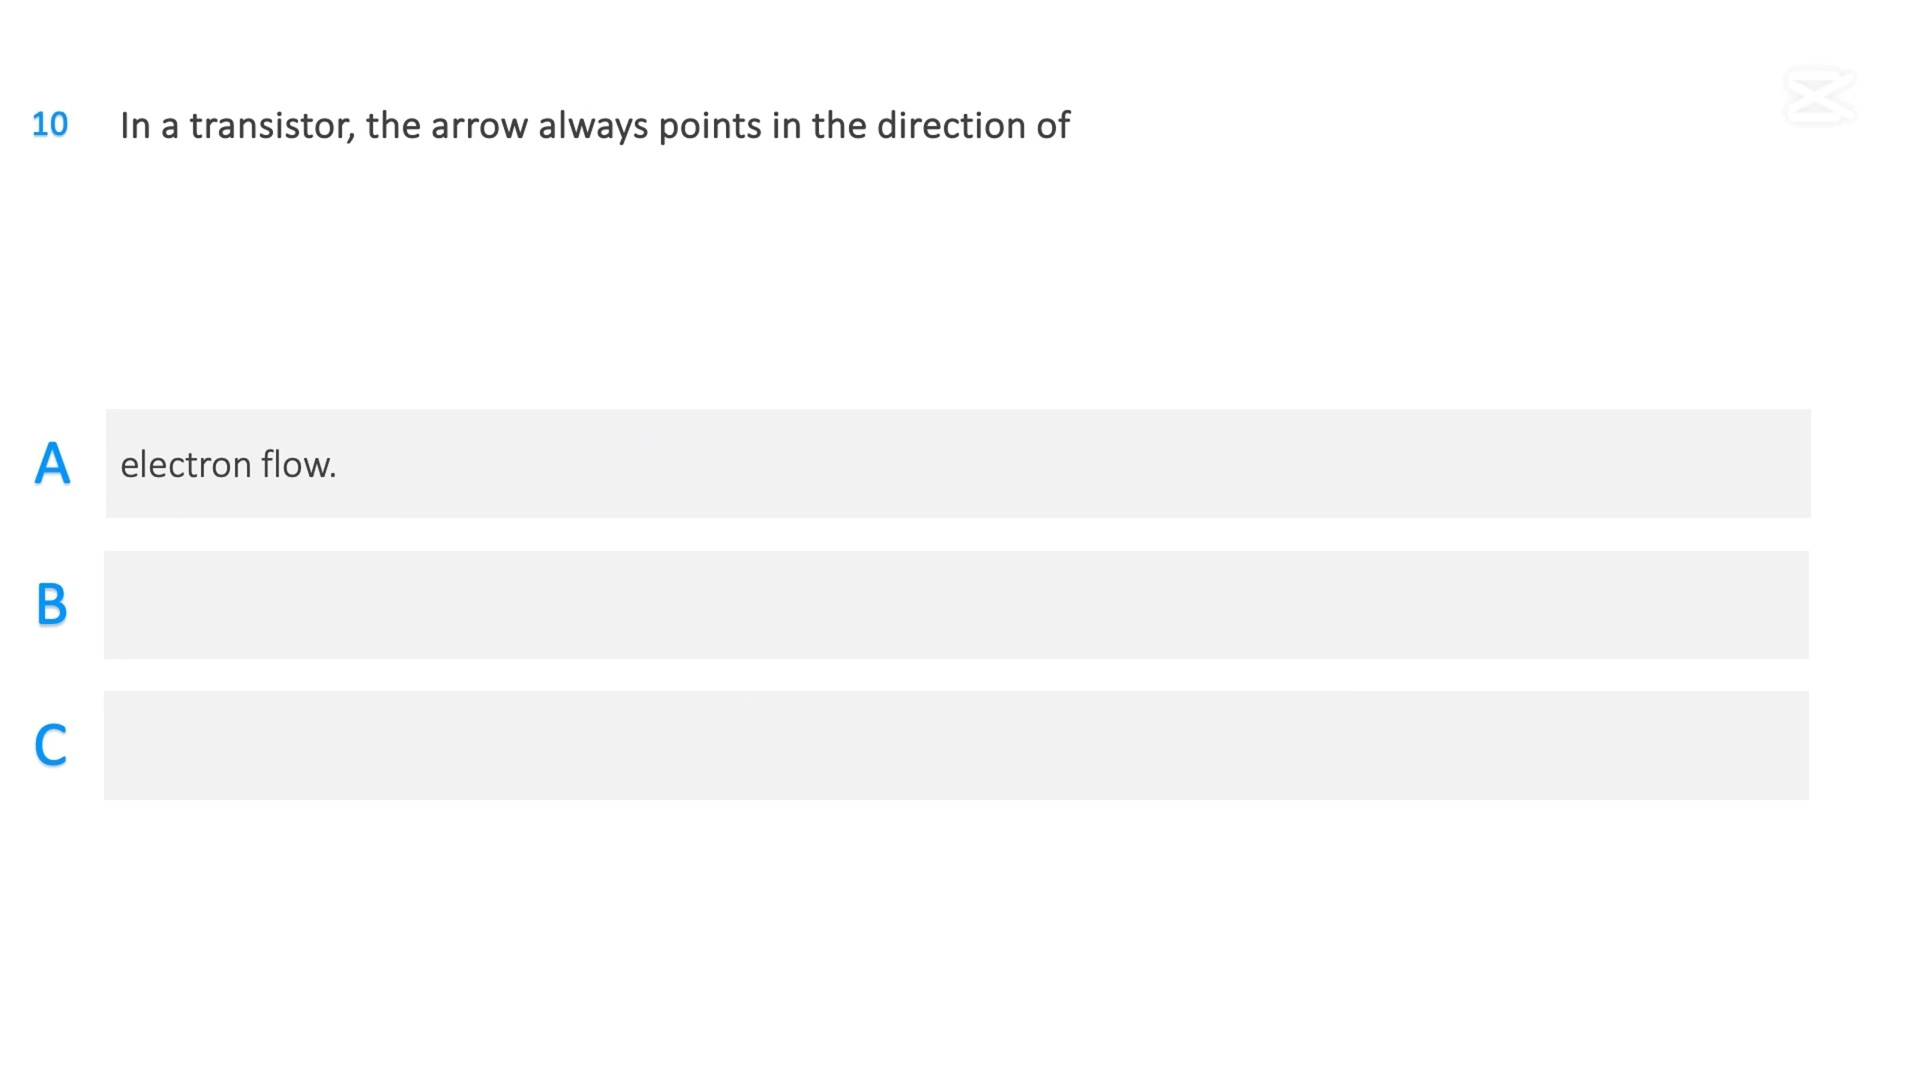 10 In a transistor, the arrow always points in the direction of
A electron flow.
B
C